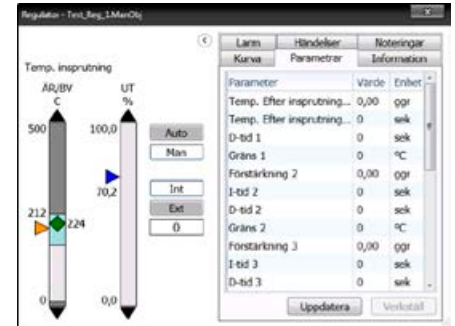 Regulator - Test_Reg_1.ManObj
Temp. insprutning
ÄR/BV
C
500
212
224
0
UT
%
100,0
70,2
0,0
Auto
Man
Int
Ext
0
Larm Händelser Noteringar
Kurva Parametrar Information
Parameter Värde Enhet
Temp. Efter insprutning... 0,00 ggr
Temp. Efter insprutning... 0 sek
D-tid 1 0 sek
Gräns 1 0 °C
Förstärkning 2 0,00 ggr
I-tid 2 0 sek
D-tid 2 0 sek
Gräns 2 0 °C
Förstärkning 3 0,00 ggr
I-tid 3 0 sek
D-tid 3 0 sek
Uppdatera Verkställ